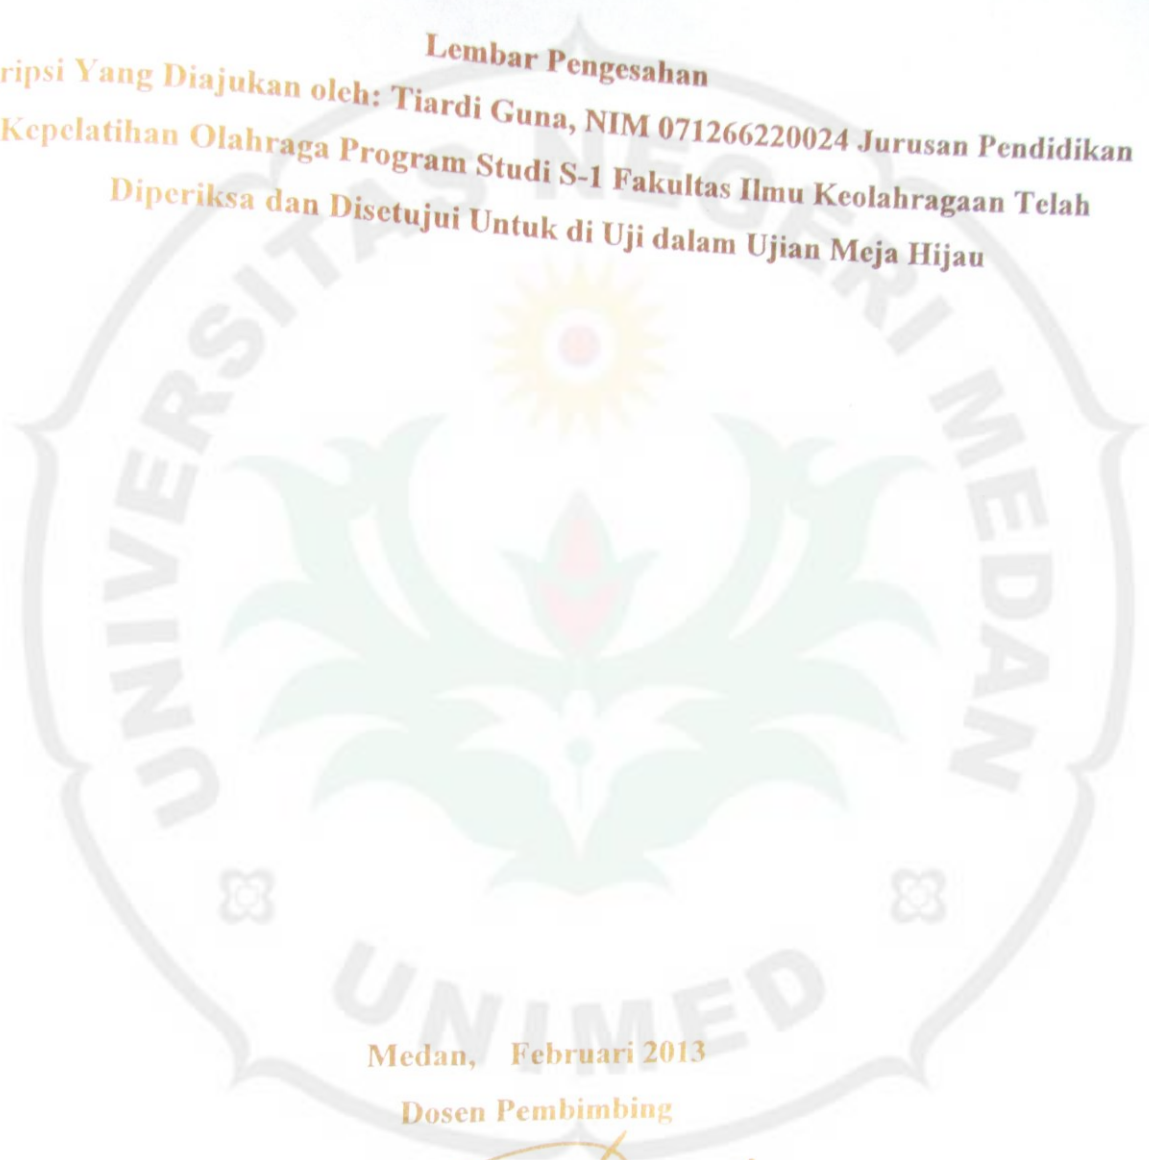 Lembar Pengesahan
ripsi Yang Diajukan oleh: Tiardi Guna, NIM 071266220024 Jurusan Pendidikan
Kepelatihan Olahraga Program Studi S-1 Fakultas Ilmu Keolahragaan Telah
Diperiksa dan Disetujui Untuk di Uji dalam Ujian Meja Hijau
UNIVERSITAS NEGERI MEDAN
UNIMED
Medan, Februari 2013
Dosen Pembimbing